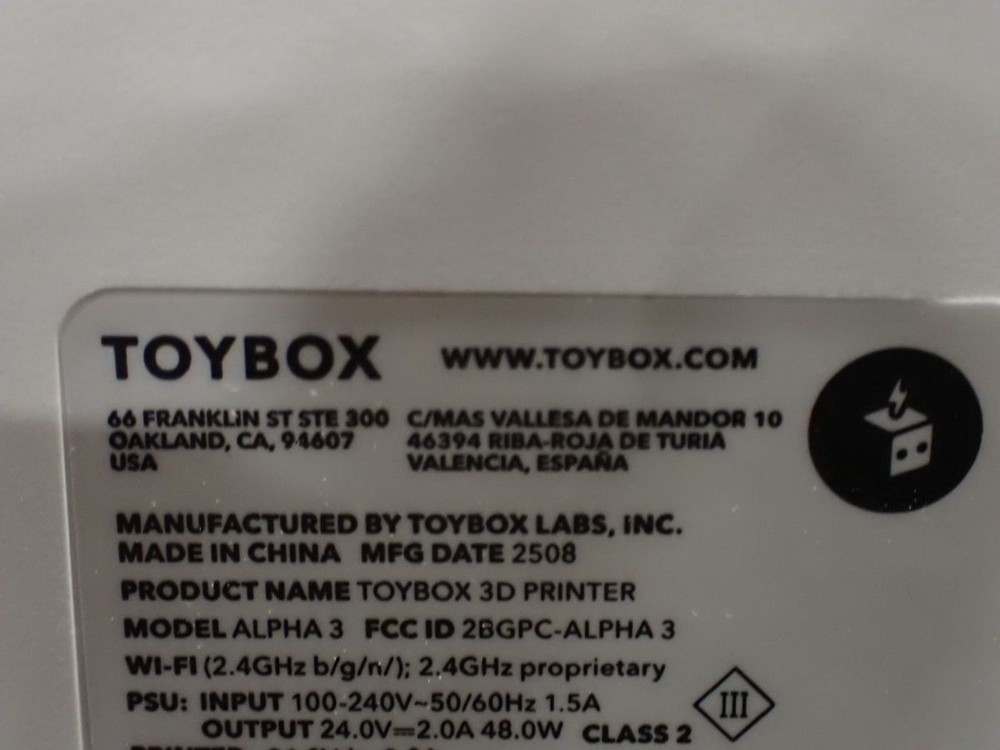 TOYBOX WWW.TOYBOX.COM
66 FRANKLIN ST STE 300
OAKLAND, CA, 94607
USA
C/MAS VALLESA DE MANDOR 10
46394 RIBA-ROJA DE TURIA
VALENCIA, ESPAÑA
MANUFACTURED BY TOYBOX LABS, INC.
MADE IN CHINA MFG DATE 2508
PRODUCT NAME TOYBOX 3D PRINTER
MODEL ALPHA 3 FCC ID 2BGPC-ALPHA 3
WI-FI (2.4GHz b/g/n/); 2.4GHz proprietary
PSU: INPUT 100-240V~50/60Hz 1.5A
OUTPUT 24.0V⎓2.0A 48.0W CLASS 2
III